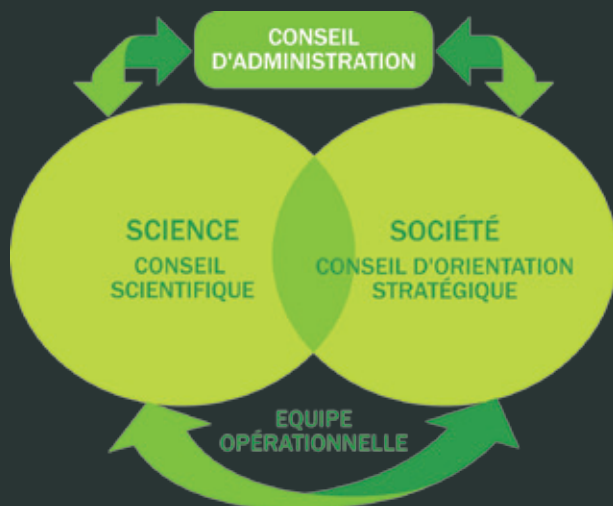 CONSEIL
D'ADMINISTRATION
SCIENCE
CONSEIL
SCIENTIFIQUE
SOCIÉTÉ
CONSEIL D'ORIENTATION
STRATÉGIQUE
EQUIPE
OPÉRATIONNELLE